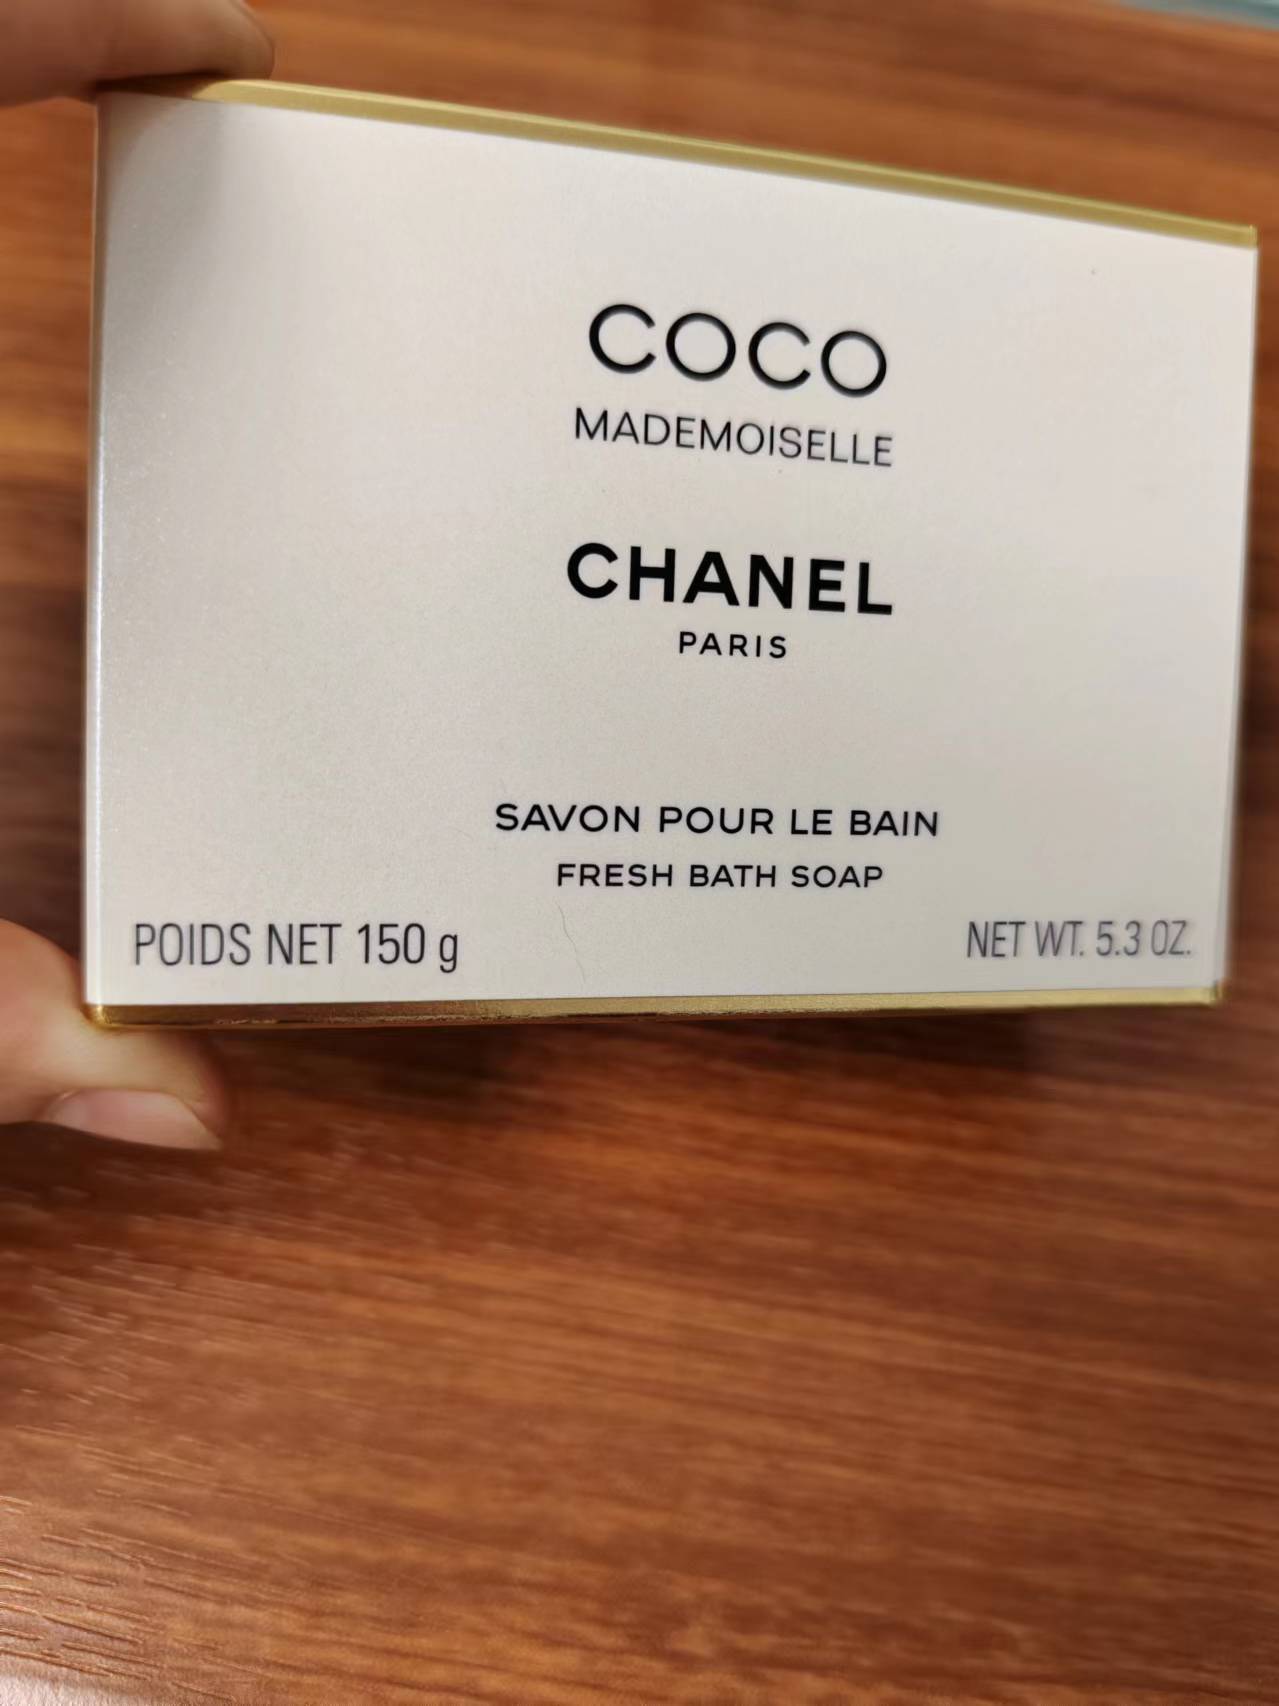 COCO
MADEMOISELLE
CHANEL
PARIS
SAVON POUR LE BAIN
FRESH BATH SOAP
POIDS NET 150 g
NET WT. 5.3 OZ.